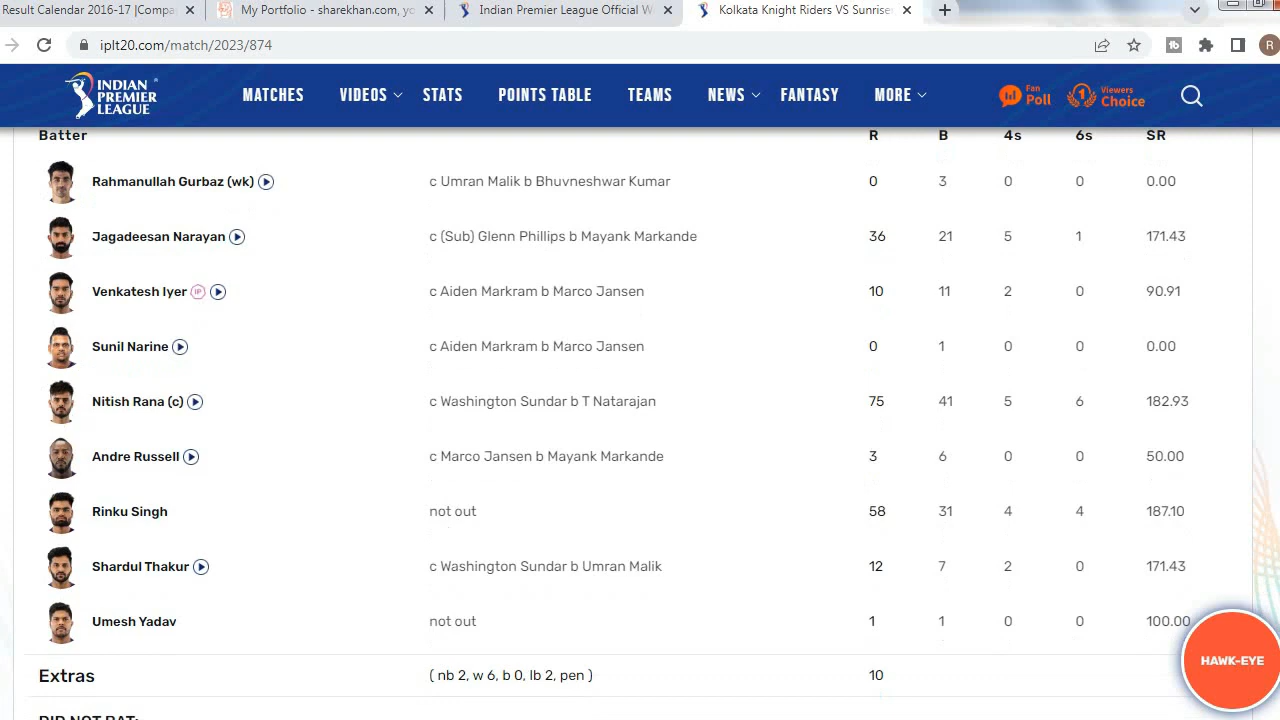 Result Calendar 2016-17 |Compa
My Portfolio - sharekhan.com, yo
Indian Premier League Official W
Kolkata Knight Riders VS Sunrise
iplt20.com/match/2023/874
R
INDIAN PREMIER LEAGUE
MATCHES VIDEOS STATS POINTS TABLE TEAMS NEWS FANTASY MORE
Fan Poll
1 Viewers Choice
Batter R B 4s 6s SR
Rahmanullah Gurbaz (wk) c Umran Malik b Bhuvneshwar Kumar 0 3 0 0 0.00
Jagadeesan Narayan c (Sub) Glenn Phillips b Mayank Markande 36 21 5 1 171.43
Venkatesh Iyer IP c Aiden Markram b Marco Jansen 10 11 2 0 90.91
Sunil Narine c Aiden Markram b Marco Jansen 0 1 0 0 0.00
Nitish Rana (c) c Washington Sundar b T Natarajan 75 41 5 6 182.93
Andre Russell c Marco Jansen b Mayank Markande 3 6 0 0 50.00
Rinku Singh not out 58 31 4 4 187.10
Shardul Thakur c Washington Sundar b Umran Malik 12 7 2 0 171.43
Umesh Yadav not out 1 1 0 0 100.00
HAWK-EYE
Extras ( nb 2, w 6, b 0, lb 2, pen ) 10
DID NOT BAT: